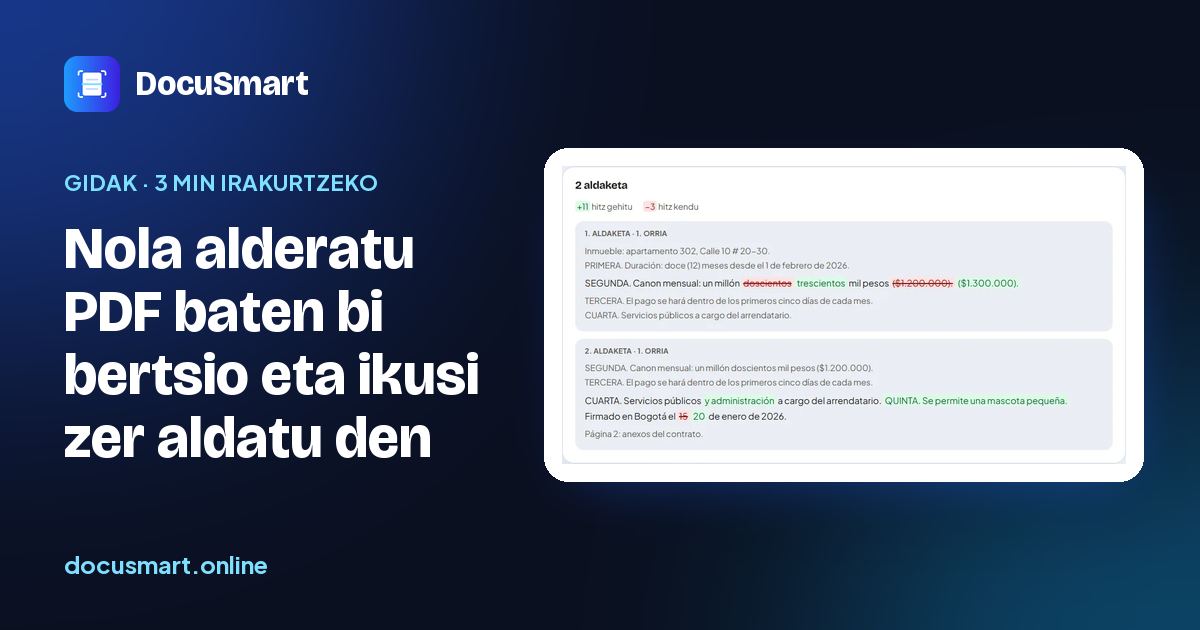 DocuSmart
GIDAK · 3 MIN IRAKURTZEKO
Nola alderatu
PDF baten bi
bertsio eta ikusi
zer aldatu den
docusmart.online
2 aldaketa
+11 hitz gehitu −3 hitz kendu
1. ALDAKETA · 1. ORRIA
Inmueble: apartamento 302, Calle 10 # 20-30.
PRIMERA. Duración: doce (12) meses desde el 1 de febrero de 2026.
SEGUNDA. Canon mensual: un millón doscientos trescientos mil pesos ($1.200.000). ($1.300.000).
TERCERA. El pago se hará dentro de los primeros cinco días de cada mes.
CUARTA. Servicios públicos a cargo del arrendatario.
2. ALDAKETA · 1. ORRIA
SEGUNDA. Canon mensual: un millón doscientos mil pesos ($1.200.000).
TERCERA. El pago se hará dentro de los primeros cinco días de cada mes.
CUARTA. Servicios públicos y administración a cargo del arrendatario. QUINTA. Se permite una mascota pequeña.
Firmado en Bogotá el 15 20 de enero de 2026.
Página 2: anexos del contrato.